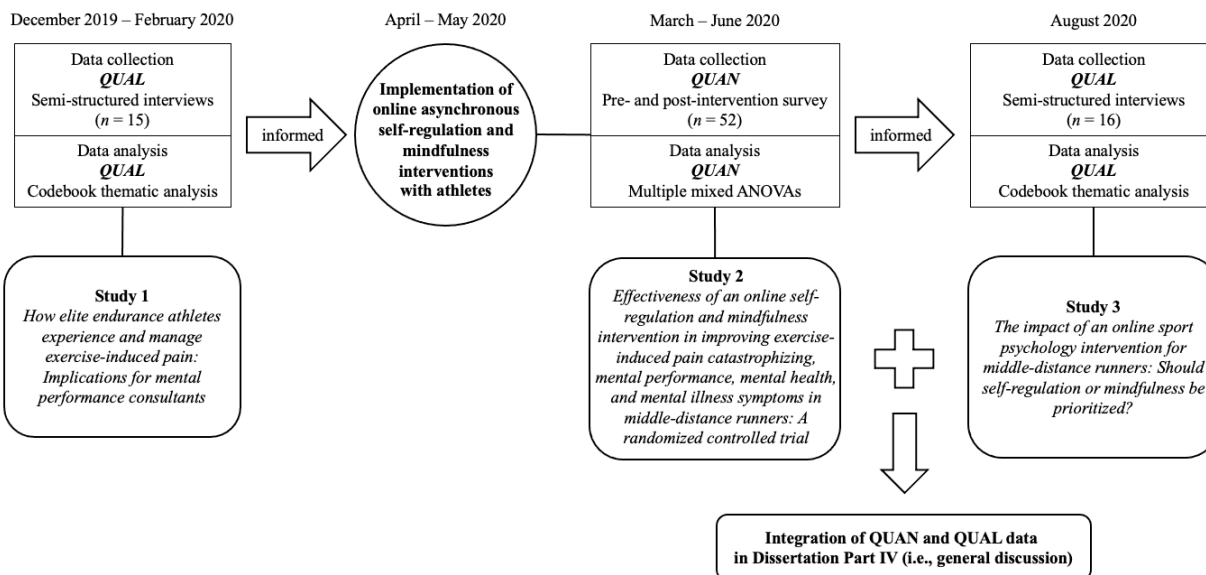 December 2019 – February 2020
Data collection
QUAL
Semi-structured interviews
(n = 15)
Data analysis
QUAL
Codebook thematic analysis
informed
April – May 2020
Implementation of
online asynchronous
self-regulation and
mindfulness
interventions
with athletes
March – June 2020
Data collection
QUAN
Pre- and post-intervention survey
(n = 52)
Data analysis
QUAN
Multiple mixed ANOVAs
informed
August 2020
Data collection
QUAL
Semi-structured interviews
(n = 16)
Data analysis
QUAL
Codebook thematic analysis
Study 1
How elite endurance athletes
experience and manage
exercise-induced pain:
Implications for mental
performance consultants
Study 2
Effectiveness of an online self-
regulation and mindfulness
intervention in improving exercise-
induced pain catastrophizing,
mental performance, mental health,
and mental illness symptoms in
middle-distance runners: A
randomized controlled trial
Study 3
The impact of an online sport
psychology intervention for
middle-distance runners: Should
self-regulation or mindfulness be
prioritized?
Integration of QUAN and QUAL data
in Dissertation Part IV (i.e., general discussion)